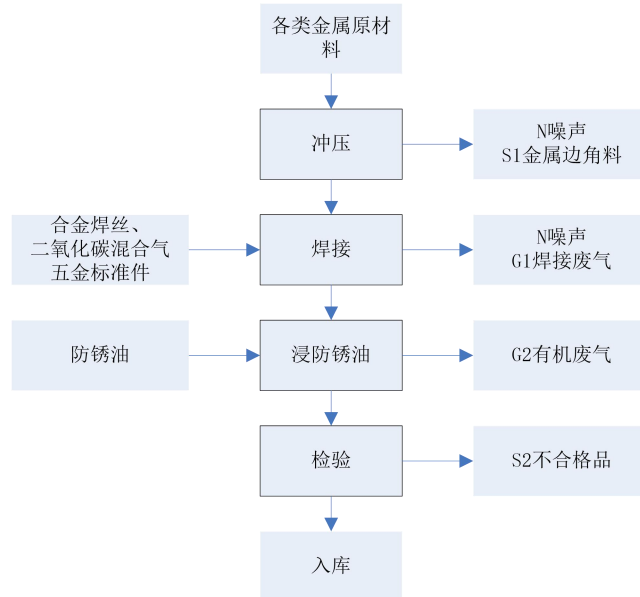 各类金属原材
料
冲压
N噪声
S1金属边角料
合金焊丝、
二氧化碳混合气
五金标准件
焊接
N噪声
G1焊接废气
防锈油
浸防锈油
G2有机废气
检验
S2不合格品
入库